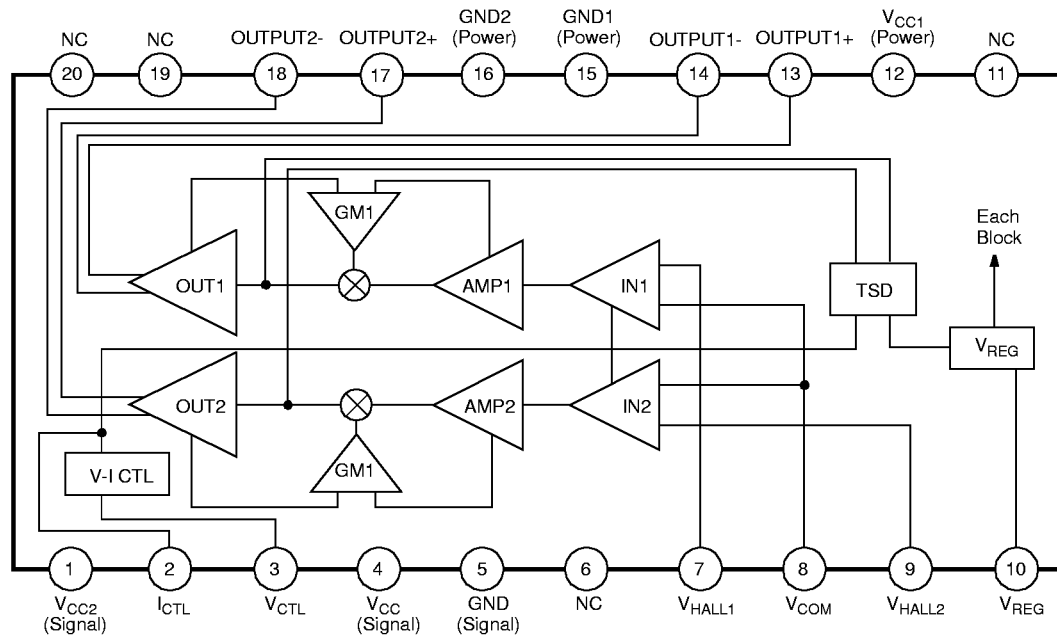 NC
NC
OUTPUT2-
OUTPUT2+
GND2
(Power)
GND1
(Power)
OUTPUT1-
OUTPUT1+
VCC1
(Power)
NC
20
19
18
17
16
15
14
13
12
11
GM1
Each
Block
OUT1
AMP1
IN1
TSD
VREG
OUT2
AMP2
IN2
GM1
V-I CTL
1
2
3
4
5
6
7
8
9
10
VCC2
(Signal)
ICTL
VCTL
VCC
(Signal)
GND
(Signal)
NC
VHALL1
VCOM
VHALL2
VREG